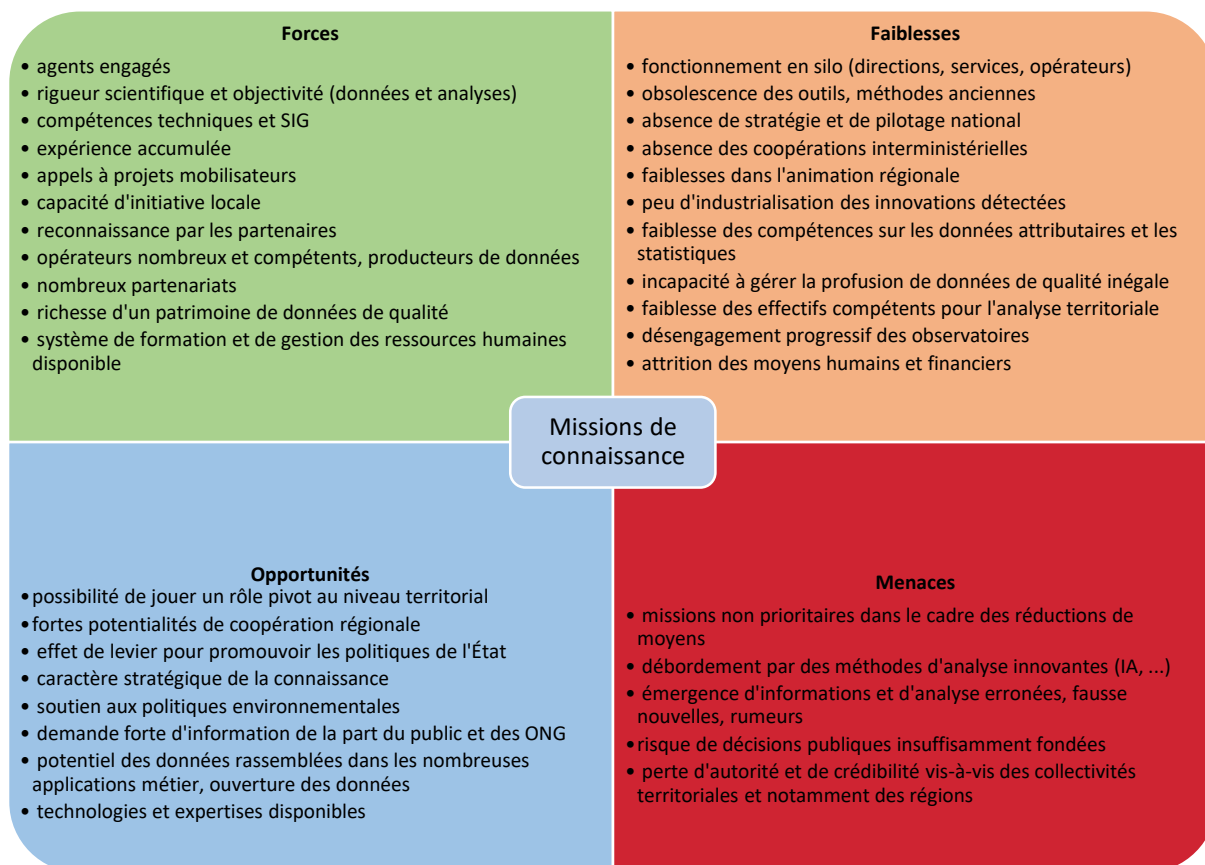 Forces
• agents engagés
• rigueur scientifique et objectivité (données et analyses)
• compétences techniques et SIG
• expérience accumulée
• appels à projets mobilisateurs
• capacité d'initiative locale
• reconnaissance par les partenaires
• opérateurs nombreux et compétents, producteurs de données
• nombreux partenariats
• richesse d'un patrimoine de données de qualité
• système de formation et de gestion des ressources humaines
disponible
Faiblesses
• fonctionnement en silo (directions, services, opérateurs)
• obsolescence des outils, méthodes anciennes
• absence de stratégie et de pilotage national
• absence des coopérations interministérielles
• faiblesses dans l'animation régionale
• peu d'industrialisation des innovations détectées
• faiblesse des compétences sur les données attributaires et les
statistiques
• incapacité à gérer la profusion de données de qualité inégale
• faiblesse des effectifs compétents pour l'analyse territoriale
• désengagement progressif des observatoires
• attrition des moyens humains et financiers
Missions de
connaissance
Opportunités
•possibilité de jouer un rôle pivot au niveau territorial
•fortes potentialités de coopération régionale
• effet de levier pour promouvoir les politiques de l'État
• caractère stratégique de la connaissance
• soutien aux politiques environnementales
• demande forte d'information de la part du public et des ONG
• potentiel des données rassemblées dans les nombreuses
applications métier, ouverture des données
• technologies et expertises disponibles
Menaces
• missions non prioritaires dans le cadre des réductions de
moyens
• débordement par des méthodes d'analyse innovantes (IA, ...)
• émergence d'informations et d'analyse erronées, fausse
nouvelles, rumeurs
•risque de décisions publiques insuffisamment fondées
• perte d'autorité et de crédibilité vis-à-vis des collectivités
territoriales et notamment des régions